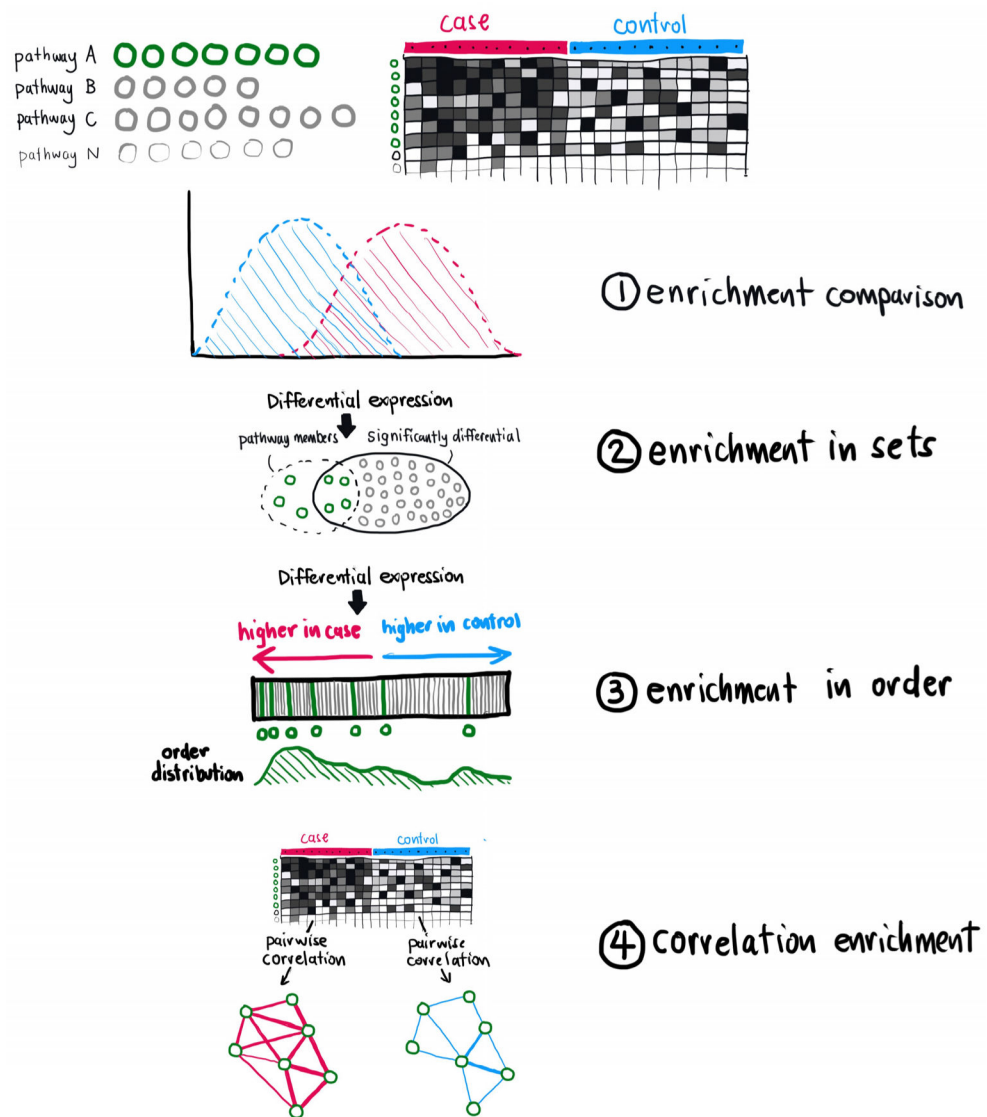 case control
pathway A
pathway B
pathway C
pathway N
① enrichment comparison
Differential expression
pathway members significantly differential
② enrichment in sets
Differential expression
higher in case higher in control
③ enrichment in order
order
distribution
case control
pairwise
correlation
pairwise
correlation
④ correlation enrichment